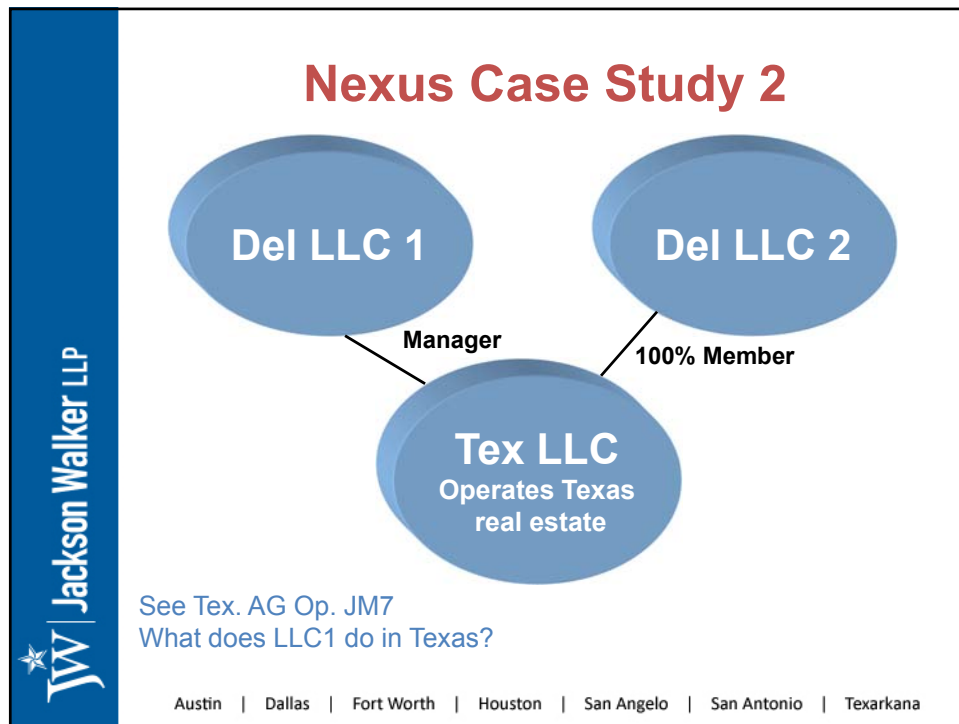 Nexus Case Study 2
Del LLC 1
Del LLC 2
Manager
100% Member
Tex LLC
Operates Texas
real estate
See Tex. AG Op. JM7
What does LLC1 do in Texas?
JW | Jackson Walker LLP
Austin | Dallas | Fort Worth | Houston | San Angelo | San Antonio | Texarkana